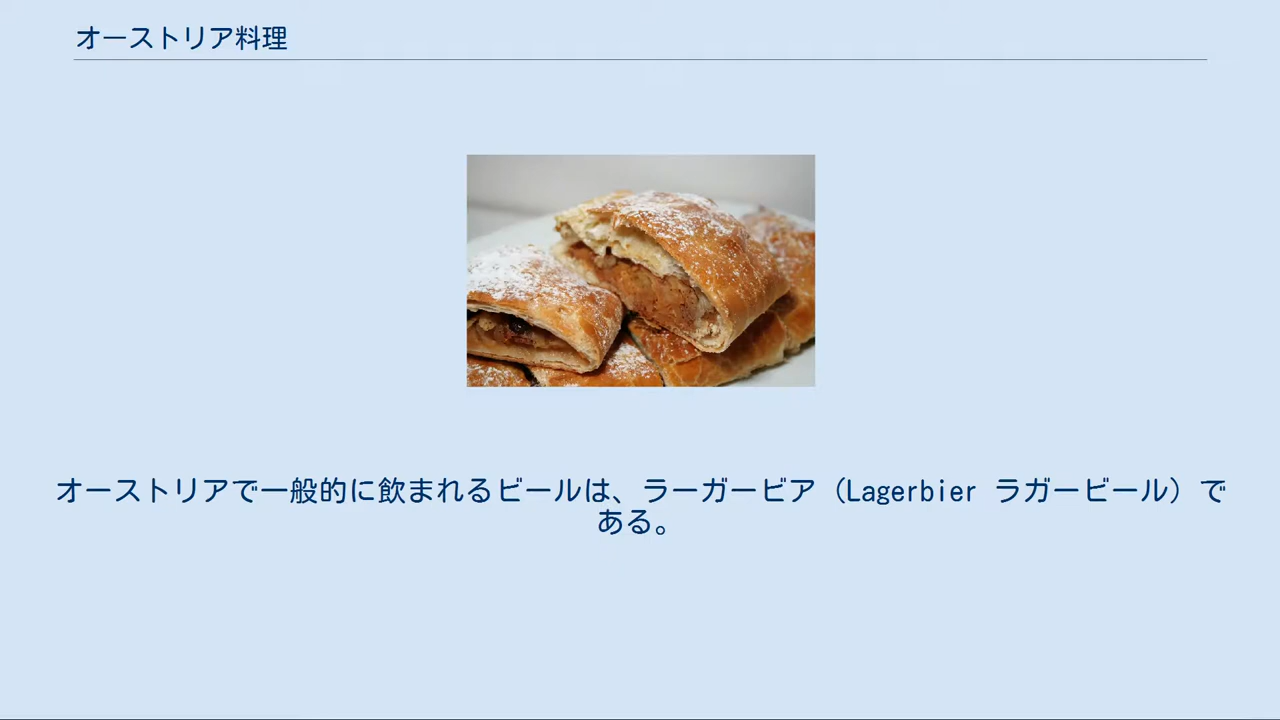 オーストリア料理
オーストリアで一般的に飲まれるビールは、ラーガービア（Lagerbier ラガービール）で
ある。